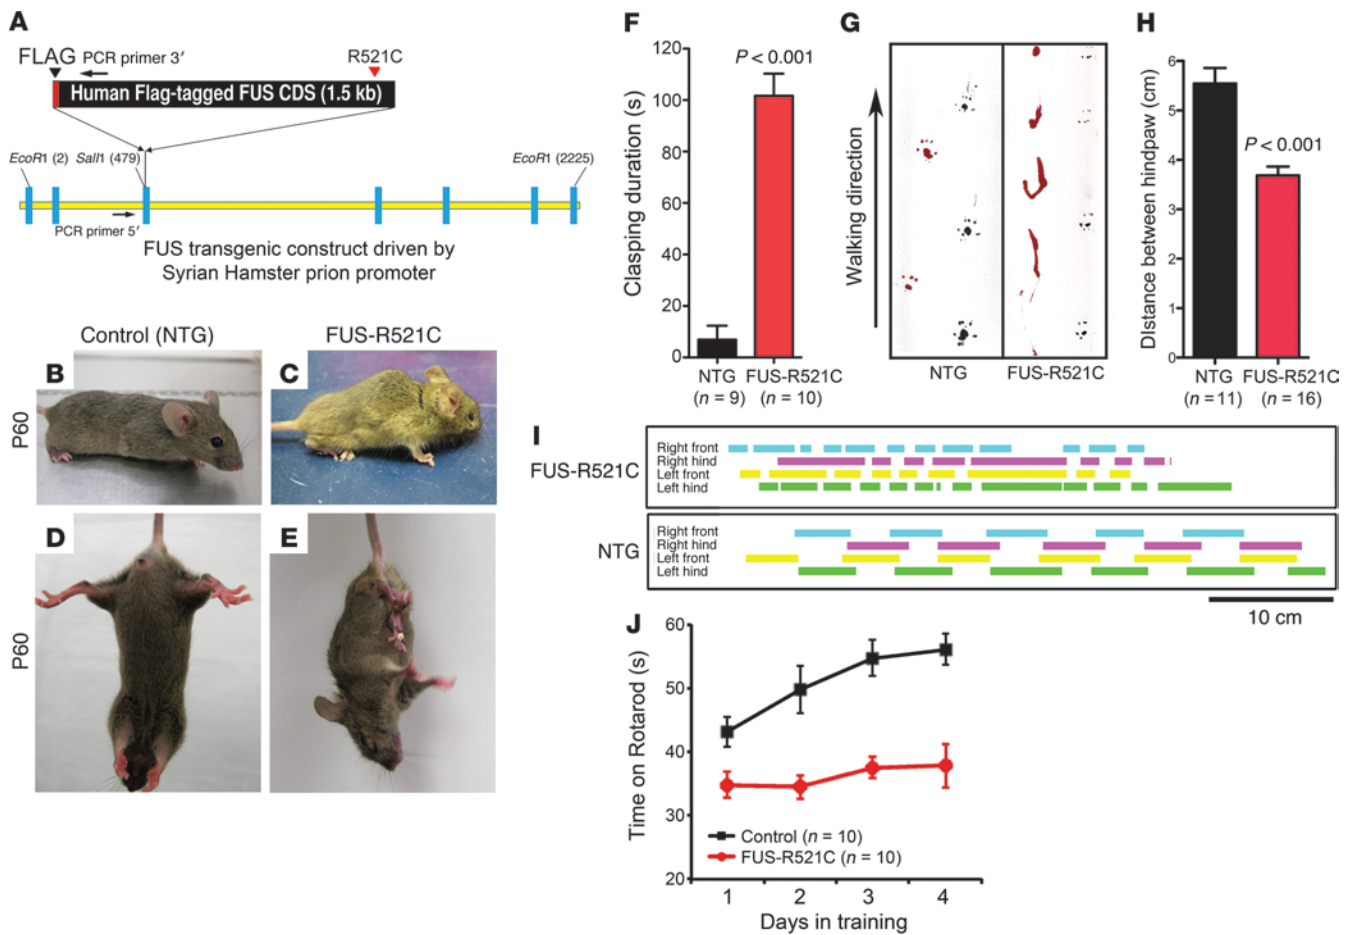 A
FLAG
PCR primer 3′
R521C
Human Flag-tagged FUS CDS (1.5 kb)
EcoR1 (2)
SalI1 (479)
EcoR1 (2225)
PCR primer 5′
FUS transgenic construct driven by
Syrian Hamster prion promoter
Control (NTG)
FUS-R521C
P60
B
C
P60
D
E
F
Clasping duration (s)
120
100
80
60
40
20
0
P < 0.001
NTG
(n = 9)
FUS-R521C
(n = 10)
G
Walking direction
NTG
FUS-R521C
H
Distance between hindpaw (cm)
6
5
4
3
2
1
0
P < 0.001
NTG
(n = 11)
FUS-R521C
(n = 16)
I
FUS-R521C
Right front
Right hind
Left front
Left hind
NTG
Right front
Right hind
Left front
Left hind
10 cm
J
Time on Rotarod (s)
60
50
40
30
20
Control (n = 10)
FUS-R521C (n = 10)
1 2 3 4
Days in training